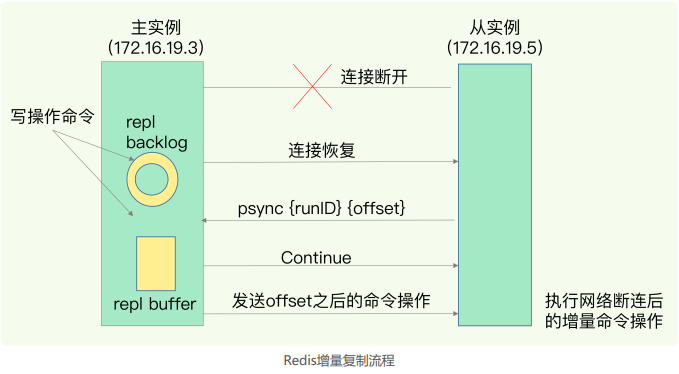 主实例
(172.16.19.3)
从实例
(172.16.19.5)
连接断开
写操作命令
repl
backlog
连接恢复
psync {runID} {offset}
Continue
repl buffer
发送offset之后的命令操作
执行网络断连后
的增量命令操作
Redis增量复制流程